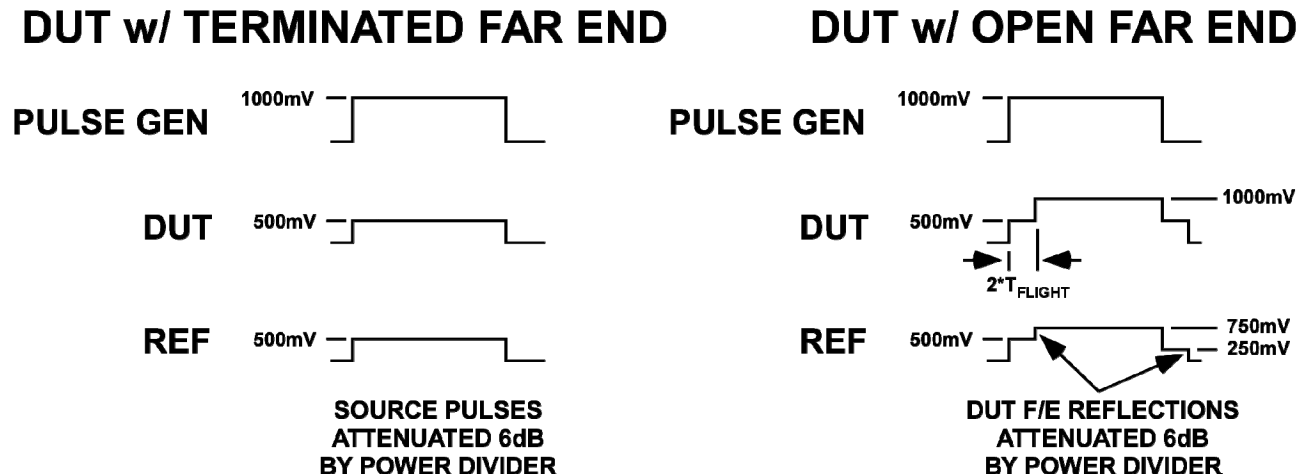 DUT w/ TERMINATED FAR END
PULSE GEN
1000mV
DUT
500mV
REF
500mV
SOURCE PULSES
ATTENUATED 6dB
BY POWER DIVIDER
DUT w/ OPEN FAR END
PULSE GEN
1000mV
DUT
500mV
1000mV
2*TFLIGHT
REF
500mV
750mV
250mV
DUT F/E REFLECTIONS
ATTENUATED 6dB
BY POWER DIVIDER